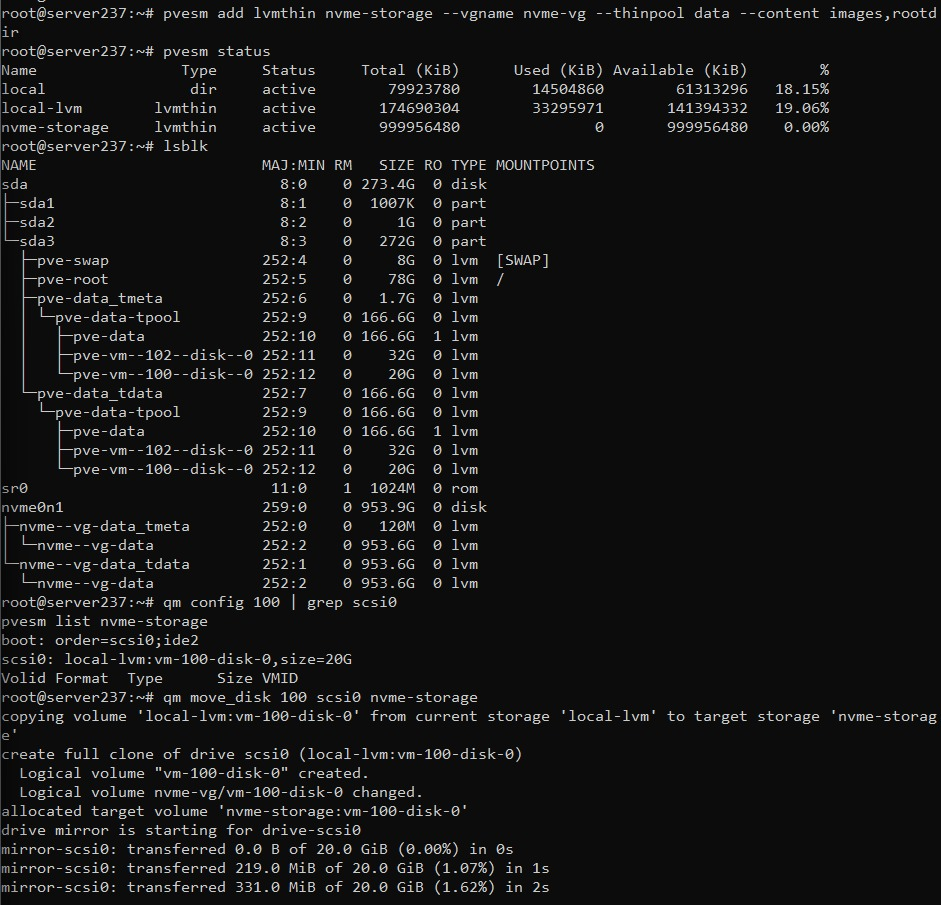 root@server237:~# pvesm add lvmthin nvme-storage --vgname nvme-vg --thinpool data --content images,rootd
ir
root@server237:~# pvesm status
Name             Type     Status     Total (KiB)      Used (KiB) Available (KiB)        %
local             dir     active        79923780        14504860        61313296   18.15%
local-lvm     lvmthin     active       174690304        33295971       141394332   19.06%
nvme-storage  lvmthin     active       999956480               0       999956480    0.00%
root@server237:~# lsblk
NAME                         MAJ:MIN RM   SIZE RO TYPE MOUNTPOINTS
sda                            8:0    0 273.4G  0 disk
├─sda1                         8:1    0  1007K  0 part
├─sda2                         8:2    0     1G  0 part
└─sda3                         8:3    0   272G  0 part
  ├─pve-swap                 252:4    0     8G  0 lvm  [SWAP]
  ├─pve-root                 252:5    0    78G  0 lvm  /
  ├─pve-data_tmeta           252:6    0   1.7G  0 lvm
  │ └─pve-data-tpool         252:9    0 166.6G  0 lvm
  │   ├─pve-data             252:10   0 166.6G  1 lvm
  │   ├─pve-vm--102--disk--0 252:11   0    32G  0 lvm
  │   └─pve-vm--100--disk--0 252:12   0    20G  0 lvm
  └─pve-data_tdata           252:7    0 166.6G  0 lvm
    └─pve-data-tpool         252:9    0 166.6G  0 lvm
      ├─pve-data             252:10   0 166.6G  1 lvm
      ├─pve-vm--102--disk--0 252:11   0    32G  0 lvm
      └─pve-vm--100--disk--0 252:12   0    20G  0 lvm
sr0                           11:0    1  1024M  0 rom
nvme0n1                      259:0    0 953.9G  0 disk
├─nvme--vg-data_tmeta        252:0    0   120M  0 lvm
│ └─nvme--vg-data            252:2    0 953.6G  0 lvm
└─nvme--vg-data_tdata        252:1    0 953.6G  0 lvm
  └─nvme--vg-data            252:2    0 953.6G  0 lvm
root@server237:~# qm config 100 | grep scsi0
pvesm list nvme-storage
boot: order=scsi0;ide2
scsi0: local-lvm:vm-100-disk-0,size=20G
Volid Format  Type      Size VMID
root@server237:~# qm move_disk 100 scsi0 nvme-storage
copying volume 'local-lvm:vm-100-disk-0' from current storage 'local-lvm' to target storage 'nvme-storag
e'
create full clone of drive scsi0 (local-lvm:vm-100-disk-0)
  Logical volume "vm-100-disk-0" created.
  Logical volume nvme-vg/vm-100-disk-0 changed.
allocated target volume 'nvme-storage:vm-100-disk-0'
drive mirror is starting for drive-scsi0
mirror-scsi0: transferred 0.0 B of 20.0 GiB (0.00%) in 0s
mirror-scsi0: transferred 219.0 MiB of 20.0 GiB (1.07%) in 1s
mirror-scsi0: transferred 331.0 MiB of 20.0 GiB (1.62%) in 2s